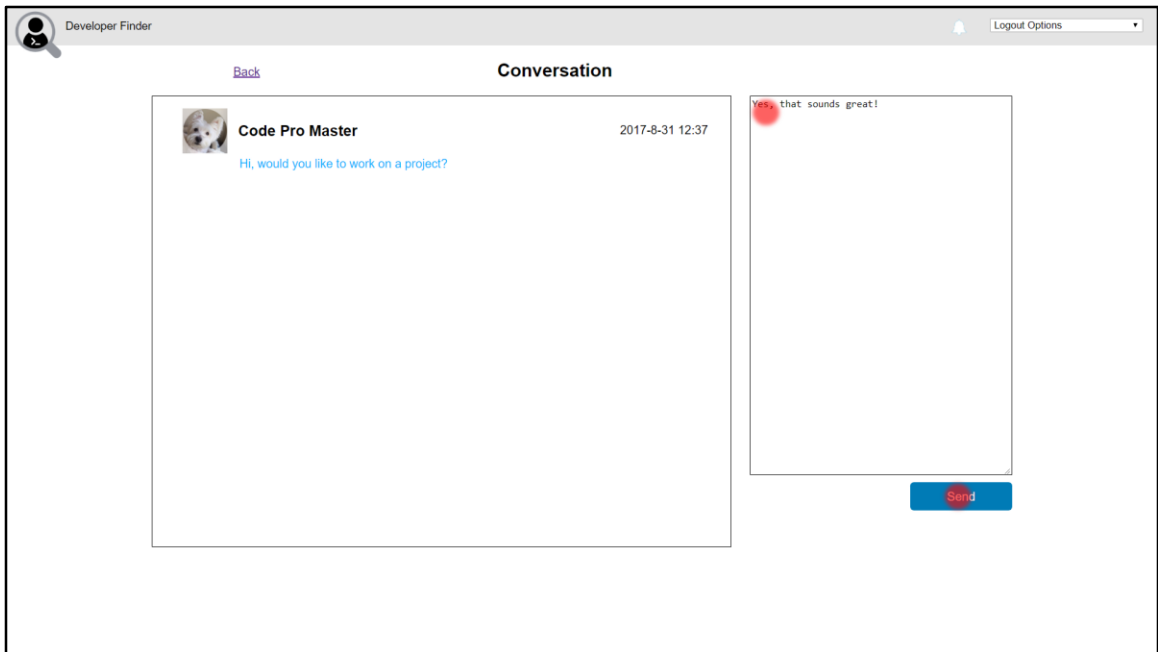 Developer Finder
Logout Options
Back
Conversation
Code Pro Master
2017-8-31 12:37
Hi, would you like to work on a project?
Yes, that sounds great!
Send